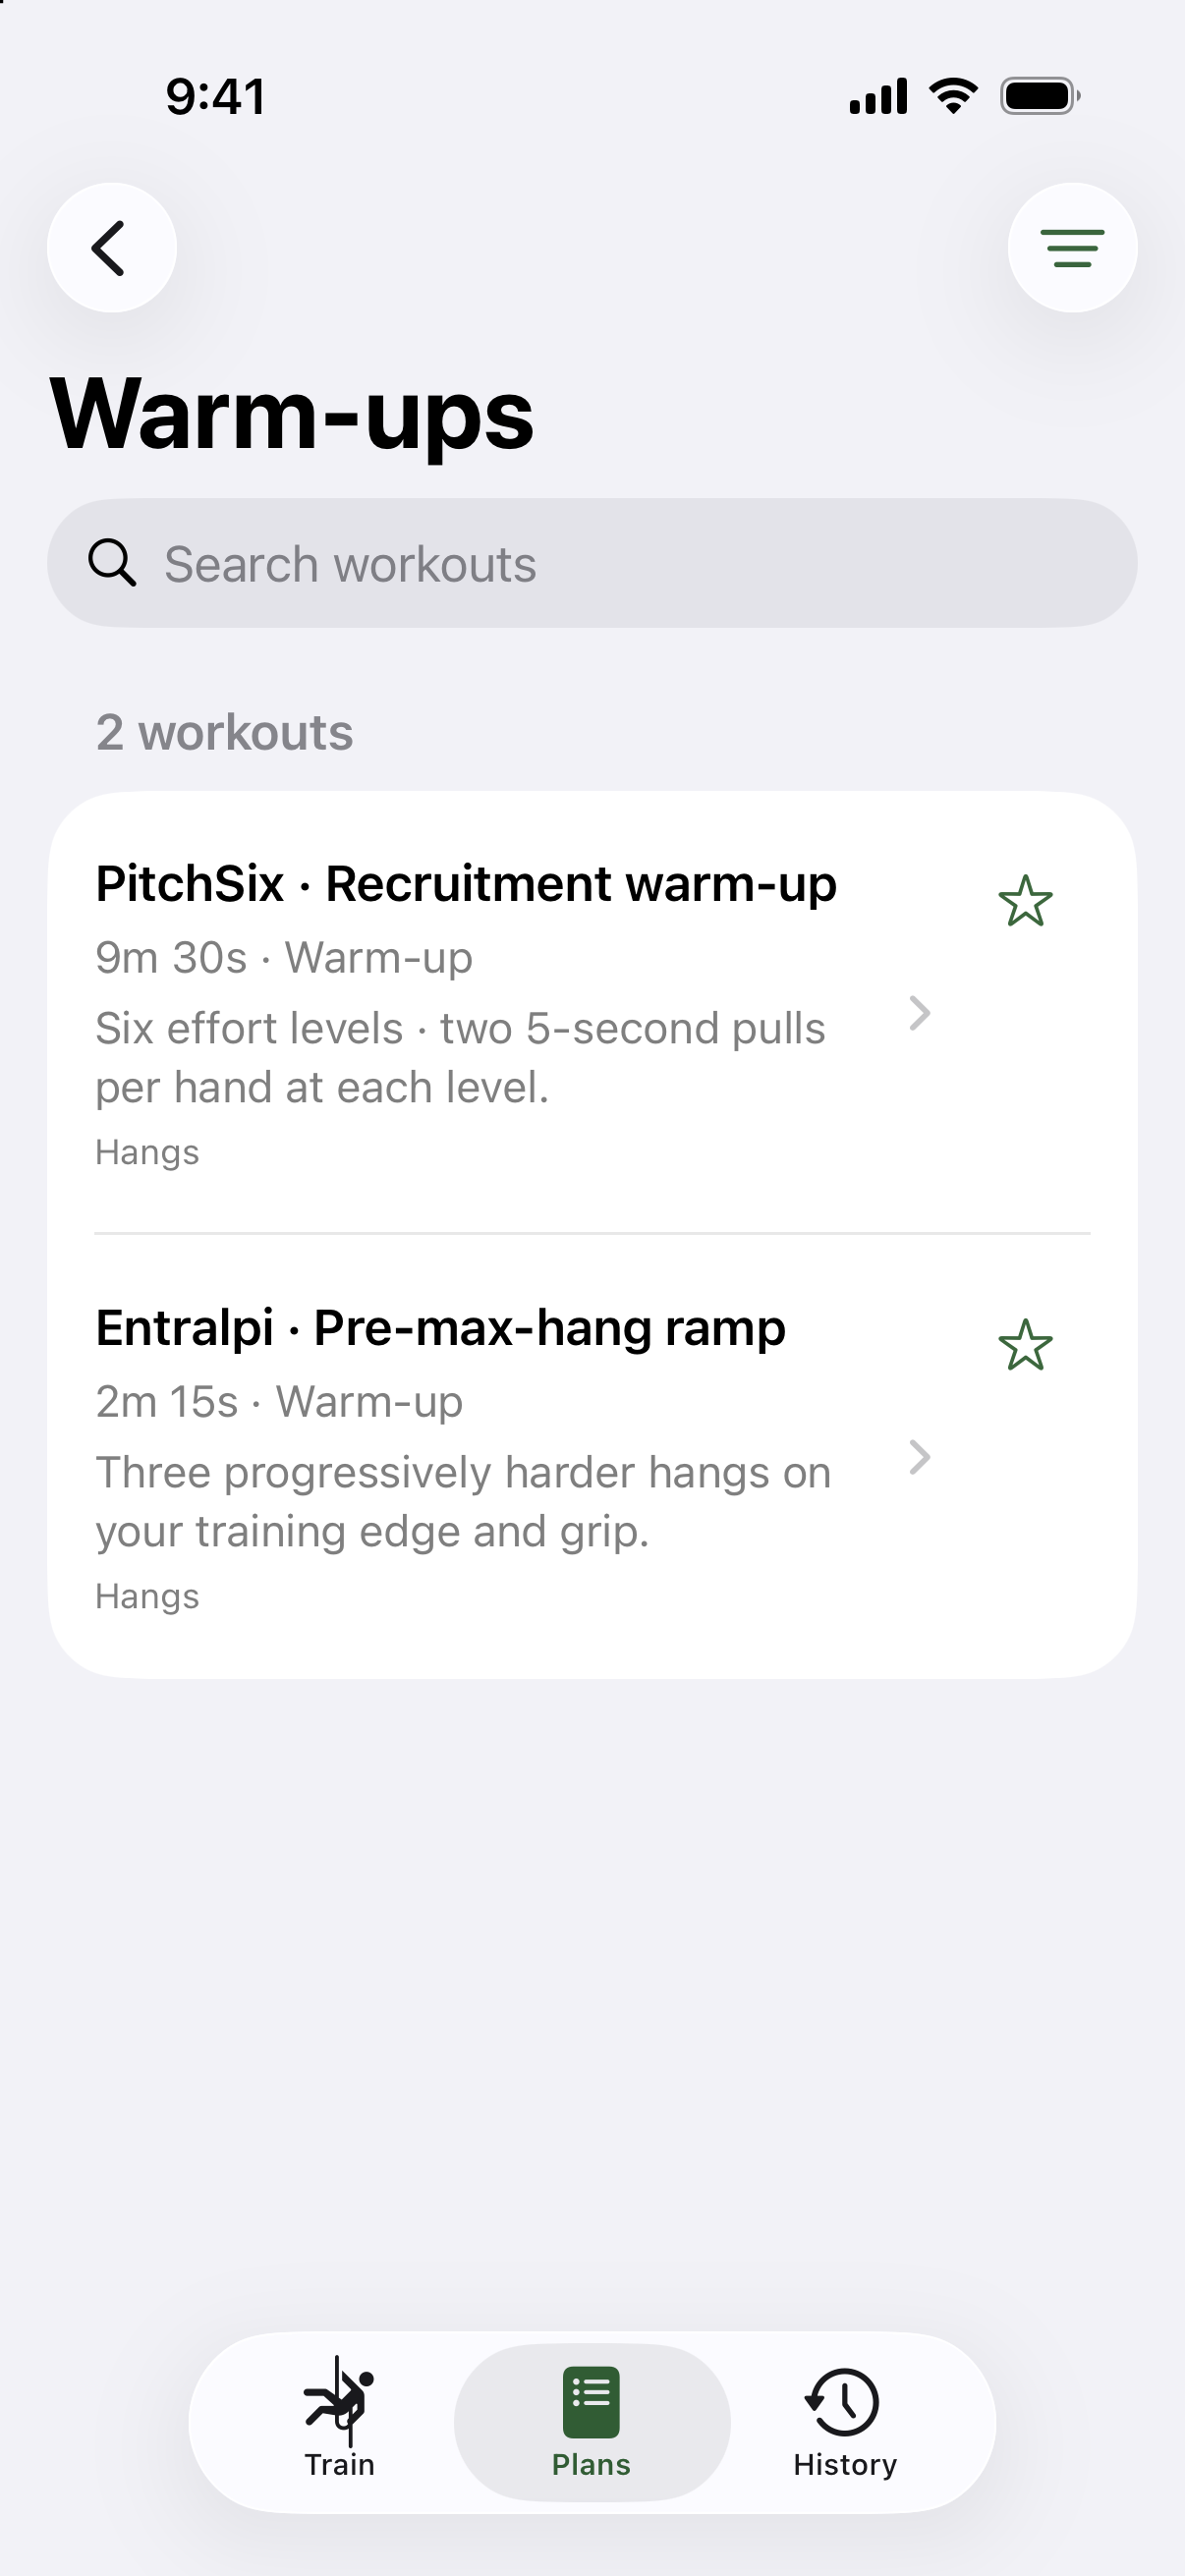 9:41
Warm-ups
Search workouts
2 workouts
PitchSix · Recruitment warm-up
9m 30s · Warm-up
Six effort levels · two 5-second pulls
per hand at each level.
Hangs
Entralpi · Pre-max-hang ramp
2m 15s · Warm-up
Three progressively harder hangs on
your training edge and grip.
Hangs
Train
Plans
History